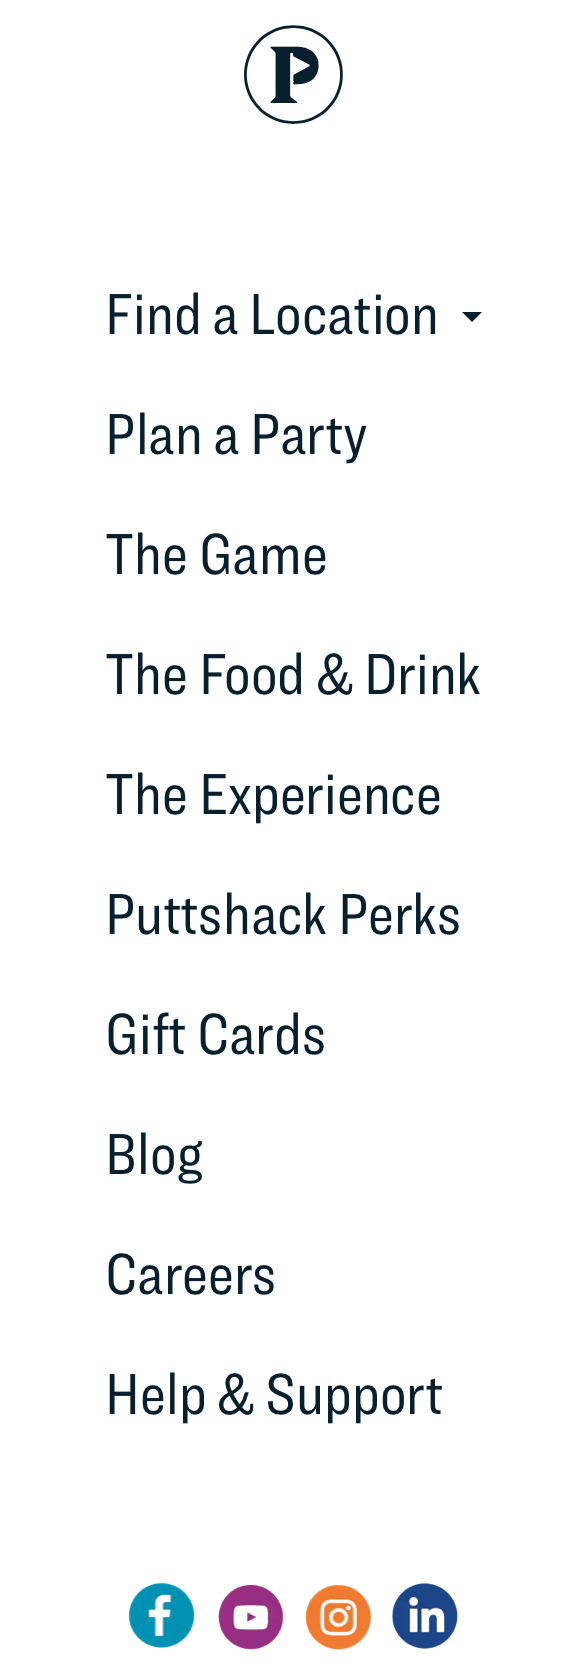 P
Find a Location
Plan a Party
The Game
The Food & Drink
The Experience
Puttshack Perks
Gift Cards
Blog
Careers
Help & Support
f in